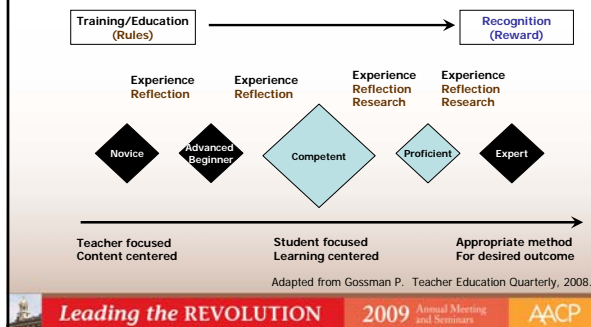 Training/Education
(Rules)
Recognition
(Reward)
Experience
Reflection
Experience
Reflection
Experience
Reflection
Research
Experience
Reflection
Research
Novice
Advanced
Beginner
Competent
Proficient
Expert
Teacher focused
Content centered
Student focused
Learning centered
Appropriate method
For desired outcome
Adapted from Gossman P. Teacher Education Quarterly, 2008.
Leading the REVOLUTION
2009 Annual Meeting
and Seminars
AACP